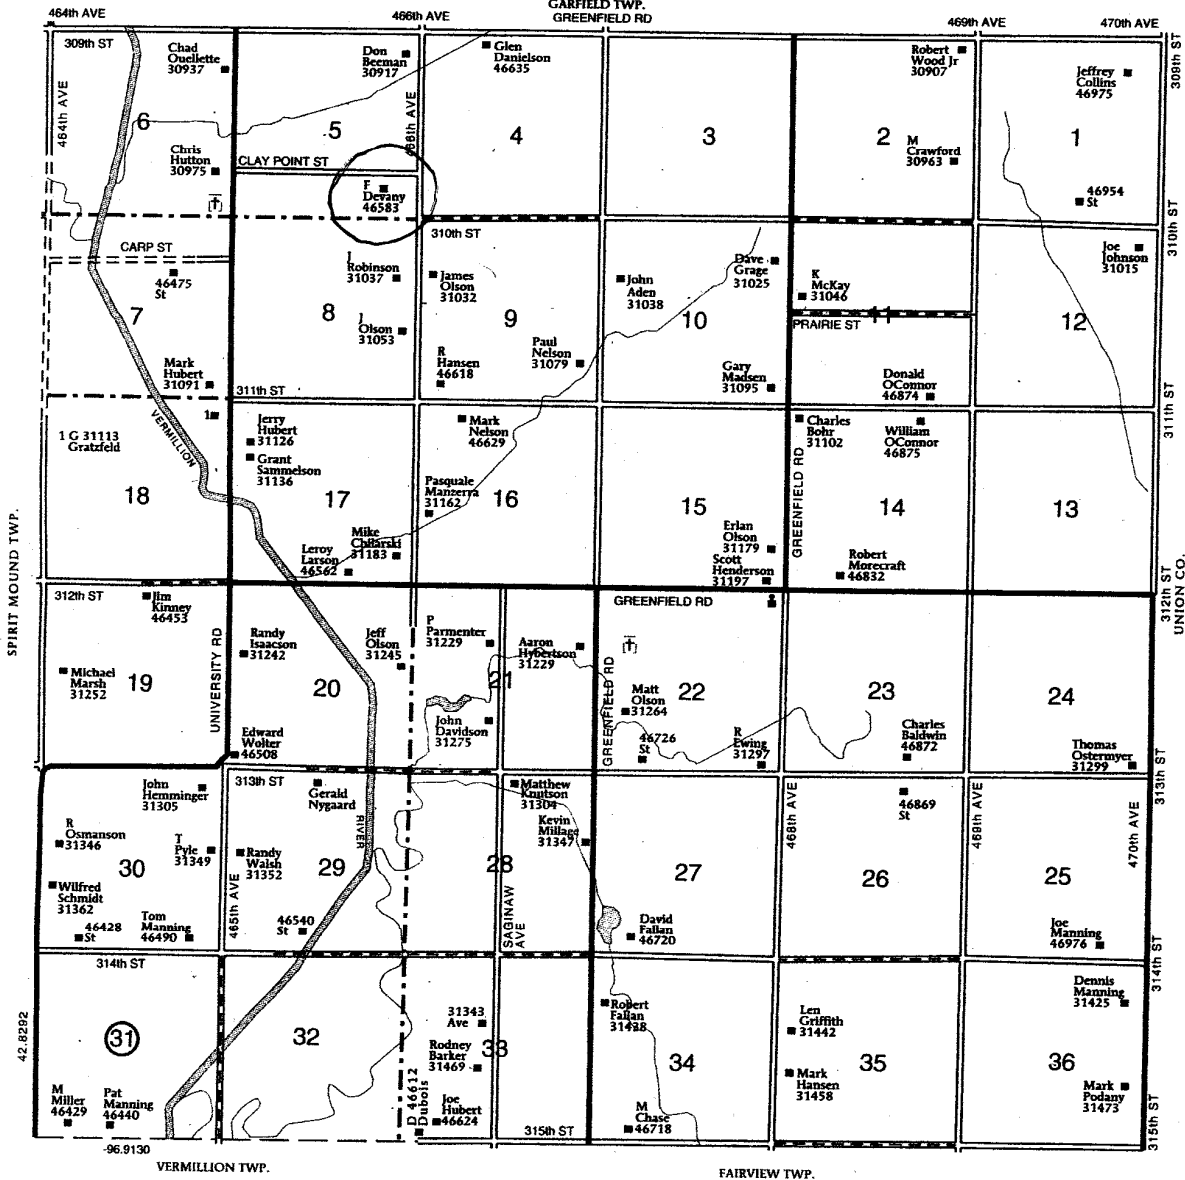 GARFIELD TWP.
464th AVE
466th AVE
GREENFIELD RD
469th AVE
470th AVE
309th ST
Chad
Ouellette
30937
Don
Beeman
30917
Glen
Danielson
46635
Robert
Wood Jr
30907
Jeffrey
Collins
46975
309th ST
464th AVE
466th AVE
6
5
4
3
2
1
Chris
Hutton
30975
CLAY POINT ST
F
Devany
46583
M
Crawford
30963
46954
St
310th ST
310th ST
CARP ST
46475
St
J
Robinson
31037
James
Olson
31032
John
Aden
31038
Dave
Grage
31025
K
McKay
31046
Joe
Johnson
31015
7
8
9
10
11
12
PRAIRIE ST
J
Olson
31053
R
Hansen
46618
Paul
Nelson
31079
Mark
Hubert
31091
Gary
Madsen
31095
Donald
OConnor
46874
311th ST
311th ST
1
1 G 31113
Gratzfeld
VERMILLION
Jerry
Hubert
31126
Grant
Sammelson
31136
Mark
Nelson
46629
Charles
Bohr
31102
William
OConnor
46875
GREENFIELD RD
Pasquale
Manzerra
31162
18
17
16
15
14
13
Leroy
Larson
46562
Mike
Chilarski
31183
Erlan
Olson
31179
Scott
Henderson
31197
Robert
Morecraft
46832
SPIRIT MOUND TWP.
UNION CO.
312th ST
312th ST
GREENFIELD RD
Jim
Kinney
46453
UNIVERSITY RD
Randy
Isaacson
31242
Jeff
Olson
31245
P
Parmenter
31229
Aaron
Hybertson
31229
GREENFIELD RD
Michael
Marsh
31252
19
20
21
22
23
24
Matt
Olson
31264
John
Davidson
31275
46726
St
R
Ewing
31297
Charles
Baldwin
46872
Thomas
Ostermyer
31299
Edward
Wolter
46508
313th ST
313th ST
John
Hemminger
31305
Gerald
Nygaard
Matthew
Knutson
31304
Kevin
Millage
31347
468th AVE
46869
St
469th AVE
470th AVE
R
Osmanson
31346
T
Pyle
31349
Randy
Walsh
31352
RIVER
30
29
28
27
26
25
Wilfred
Schmidt
31362
46428
St
Tom
Manning
46490
465th AVE
46540
St
SAGINAW
AVE
David
Fallan
46720
Joe
Manning
46976
314th ST
314th ST
42.8292
31
32
33
34
35
36
31343
Ave
Rodney
Barker
31469
Robert
Fallan
31438
Len
Griffith
31442
Mark
Hansen
31458
Dennis
Manning
31425
Mark
Podany
31473
M
Miller
46429
Pat
Manning
46440
D 46612
Dubois
Joe
Hubert
46624
M
Chase
46718
315th ST
315th ST
-96.9130
VERMILLION TWP.
FAIRVIEW TWP.